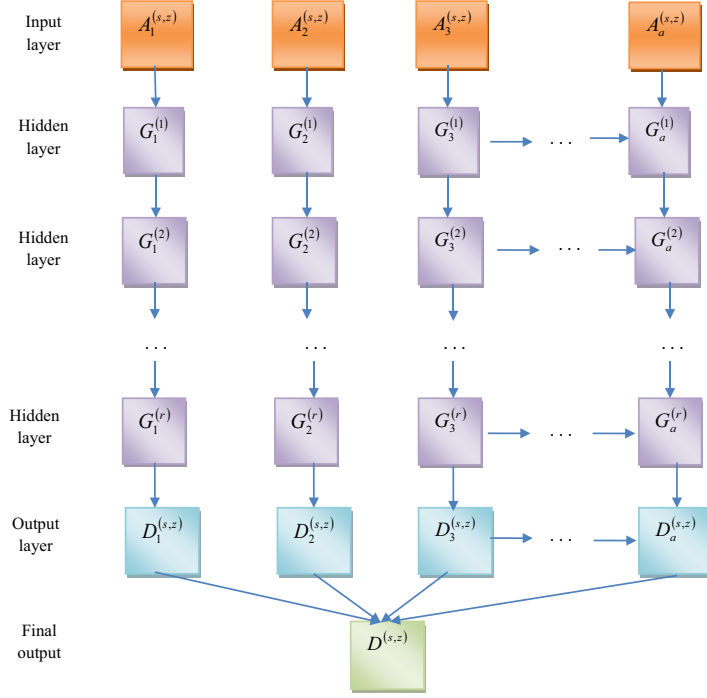 Input layer
A_1^{(s,z)} A_2^{(s,z)} A_3^{(s,z)} A_a^{(s,z)}
Hidden layer
G_1^{(1)} G_2^{(1)} G_3^{(1)} ... G_a^{(1)}
Hidden layer
G_1^{(2)} G_2^{(2)} G_3^{(2)} ... G_a^{(2)}
... ... ... ...
Hidden layer
G_1^{(r)} G_2^{(r)} G_3^{(r)} ... G_a^{(r)}
Output layer
D_1^{(s,z)} D_2^{(s,z)} D_3^{(s,z)} ... D_a^{(s,z)}
Final output
D^{(s,z)}